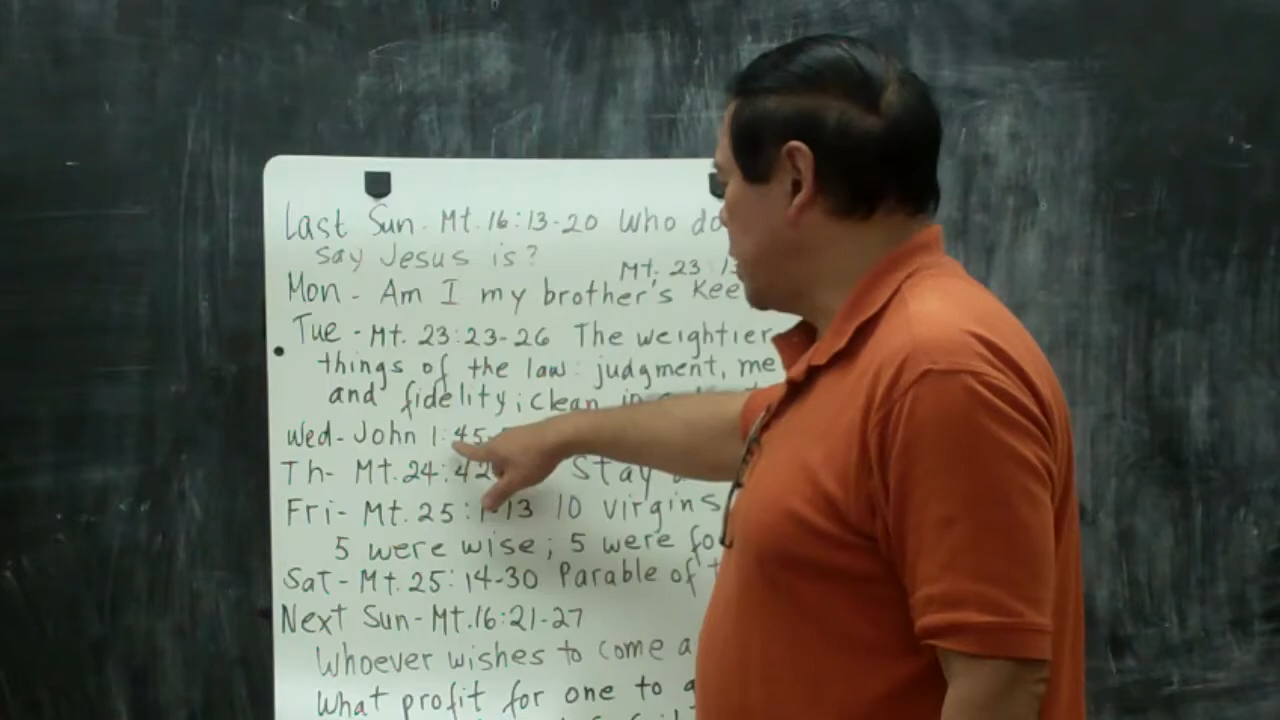 Last Sun. Mt. 16:13-20 Who do
say Jesus is?
Mt. 23 13
Mon - Am I my brother's Kee
Tue - Mt. 23:23-26 The weightier
things of the law: judgment, me
and fidelity; clean in
Wed- John 1:45-
Th- Mt. 24:42 Stay
Fri- Mt. 25:1-13 10 virgins
5 were wise; 5 were fo
Sat- Mt. 25:14-30 Parable of t
Next Sun- Mt. 16:21-27
Whoever wishes to come a
What profit for one to g